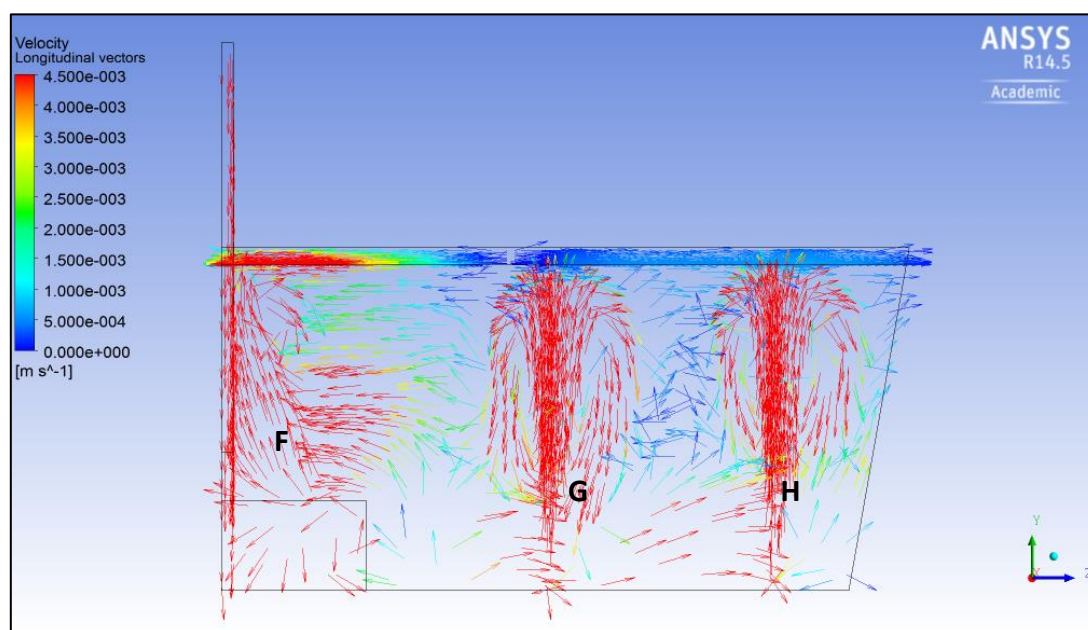 Velocity
Longitudinal vectors
4.500e-003
4.000e-003
3.500e-003
3.000e-003
2.500e-003
2.000e-003
1.500e-003
1.000e-003
5.000e-004
0.000e+000
[m s^-1]
ANSYS
R14.5
Academic
F
G
H
Y
X
Z